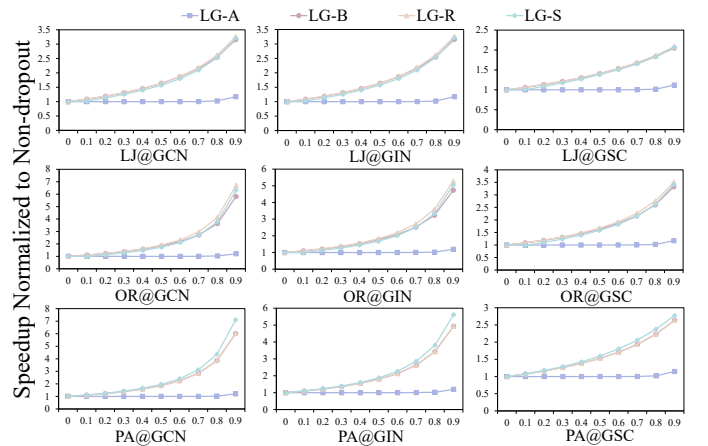 LG-A LG-B LG-R LG-S
Speedup Normalized to Non-dropout
3.5 3 2.5 2 1.5 1 0.5 0
0 0.1 0.2 0.3 0.4 0.5 0.6 0.7 0.8 0.9
LJ@GCN
3.5 3 2.5 2 1.5 1 0.5 0
0 0.1 0.2 0.3 0.4 0.5 0.6 0.7 0.8 0.9
LJ@GIN
2.5 2 1.5 1 0.5 0
0 0.1 0.2 0.3 0.4 0.5 0.6 0.7 0.8 0.9
LJ@GSC
8 7 6 5 4 3 2 1 0
0 0.1 0.2 0.3 0.4 0.5 0.6 0.7 0.8 0.9
OR@GCN
6 5 4 3 2 1 0
0 0.1 0.2 0.3 0.4 0.5 0.6 0.7 0.8 0.9
OR@GIN
4 3.5 3 2.5 2 1.5 1 0.5 0
0 0.1 0.2 0.3 0.4 0.5 0.6 0.7 0.8 0.9
OR@GSC
8 7 6 5 4 3 2 1 0
0 0.1 0.2 0.3 0.4 0.5 0.6 0.7 0.8 0.9
PA@GCN
6 5 4 3 2 1 0
0 0.1 0.2 0.3 0.4 0.5 0.6 0.7 0.8 0.9
PA@GIN
3 2.5 2 1.5 1 0.5 0
0 0.1 0.2 0.3 0.4 0.5 0.6 0.7 0.8 0.9
PA@GSC